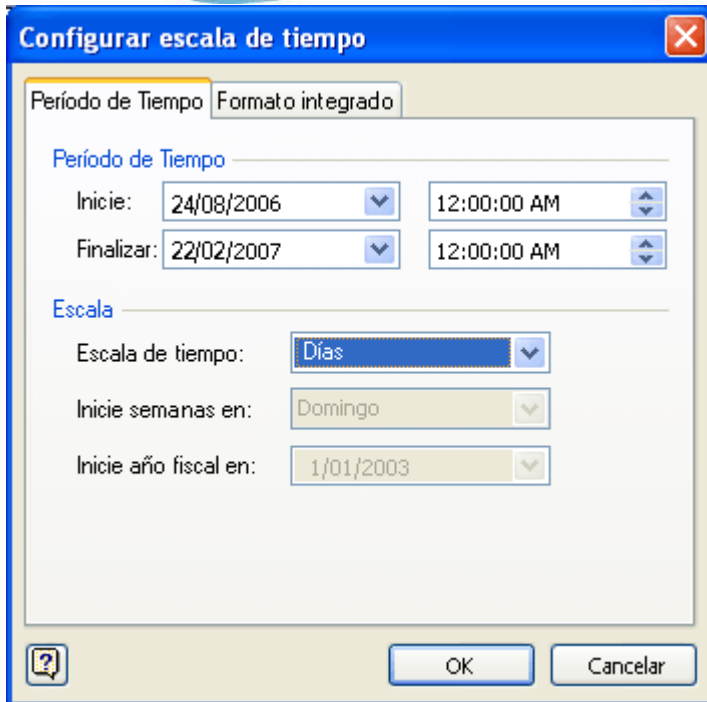 Configurar escala de tiempo
Período de Tiempo Formato integrado
Período de Tiempo
Inicie: 24/08/2006 12:00:00 AM
Finalizar: 22/02/2007 12:00:00 AM
Escala
Escala de tiempo: Días
Inicie semanas en: Domingo
Inicie año fiscal en: 1/01/2003
OK Cancelar